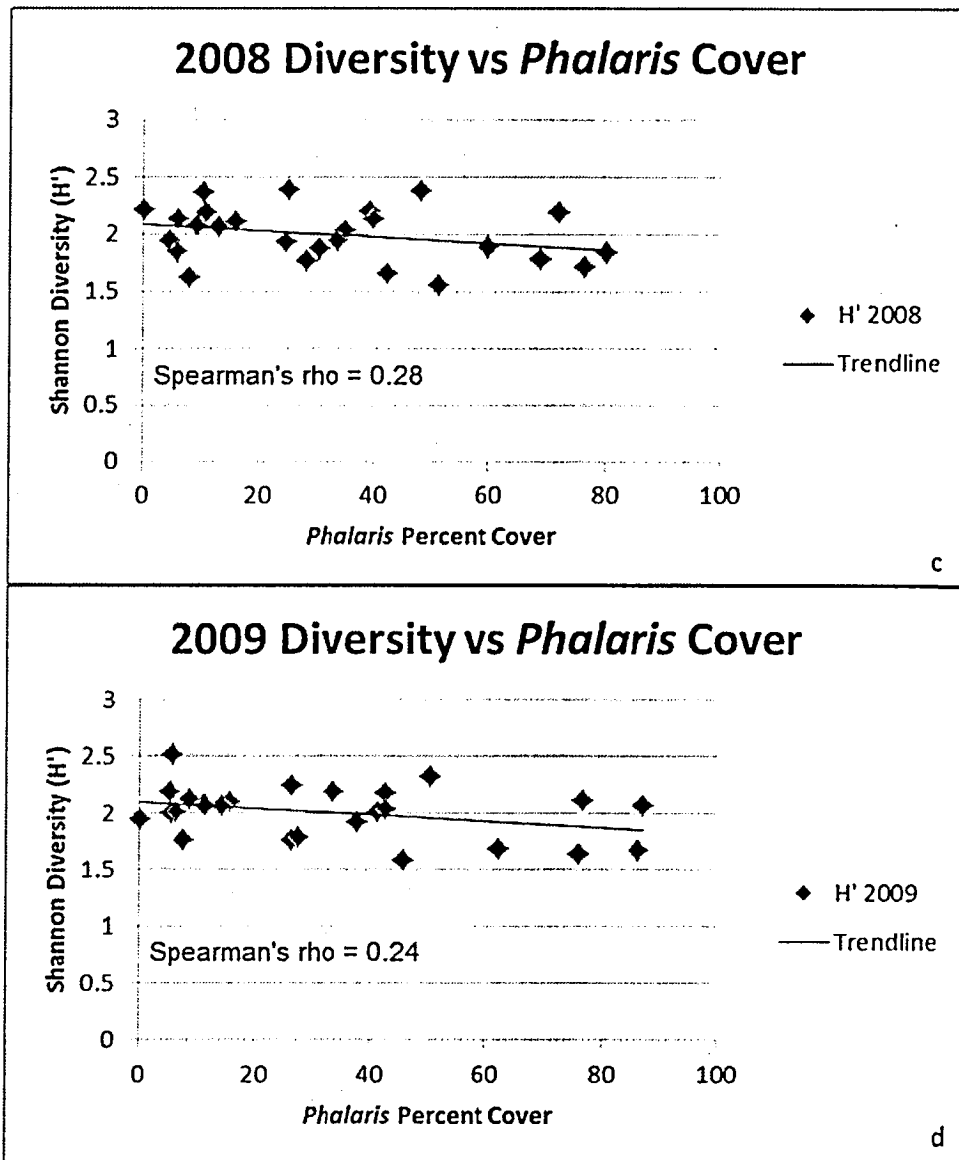 2008 Diversity vs Phalaris Cover
Shannon Diversity (H')
3
2.5
2
1.5
1
0.5
0
Spearman's rho = 0.28
0 20 40 60 80 100
Phalaris Percent Cover
H' 2008
Trendline
c
2009 Diversity vs Phalaris Cover
Shannon Diversity (H')
3
2.5
2
1.5
1
0.5
0
Spearman's rho = 0.24
0 20 40 60 80 100
Phalaris Percent Cover
H' 2009
Trendline
d